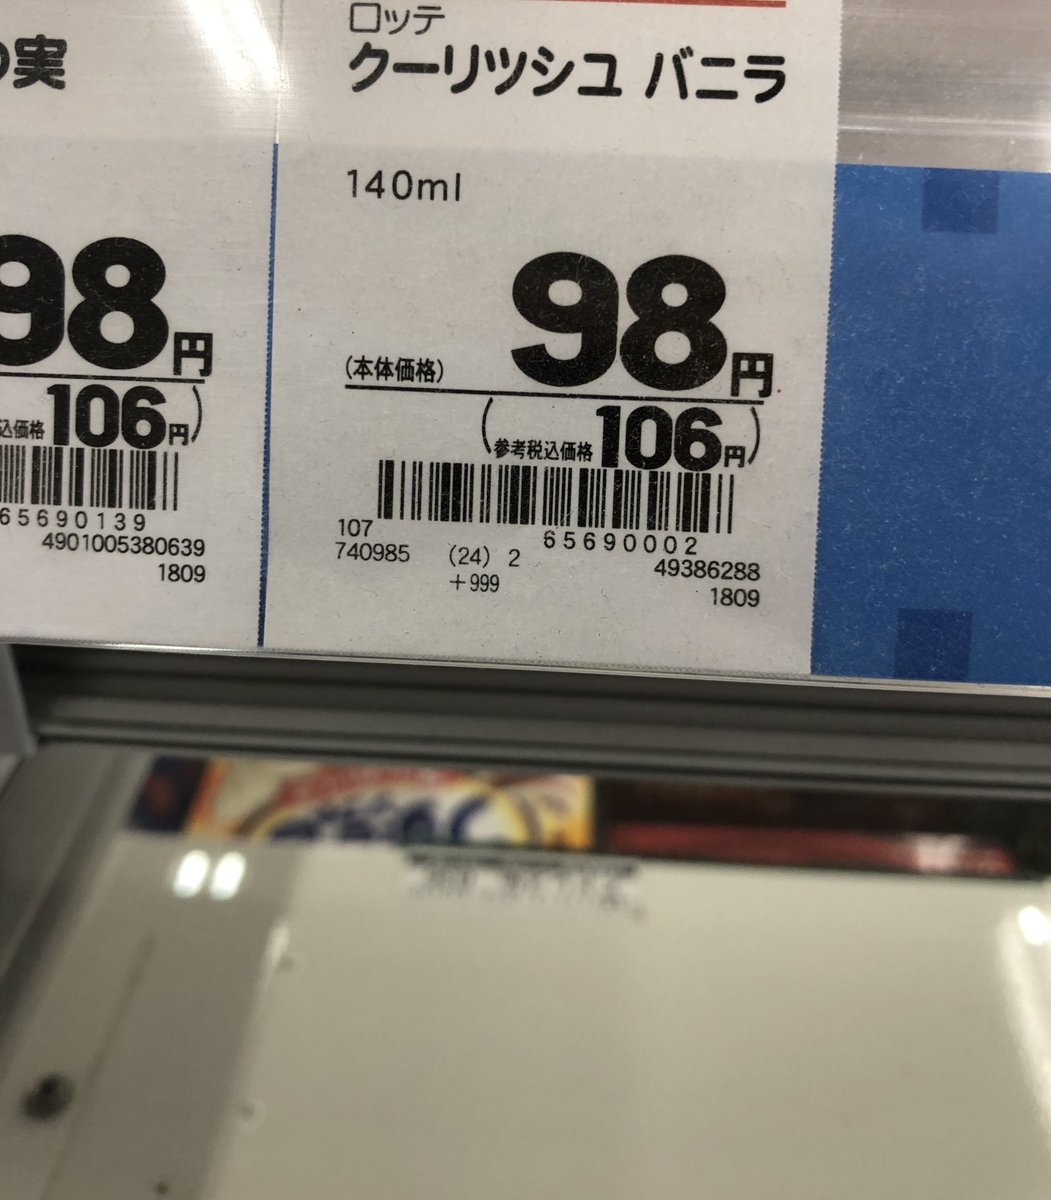 の実
98円
税込価格 106円)
65690139
4901005380639
1809
ロッテ
クーリッシュ バニラ
140ml
(本体価格) 98円
(参考税込価格 106円)
107
65690002
740985 (24) 2
49386288
+999
1809